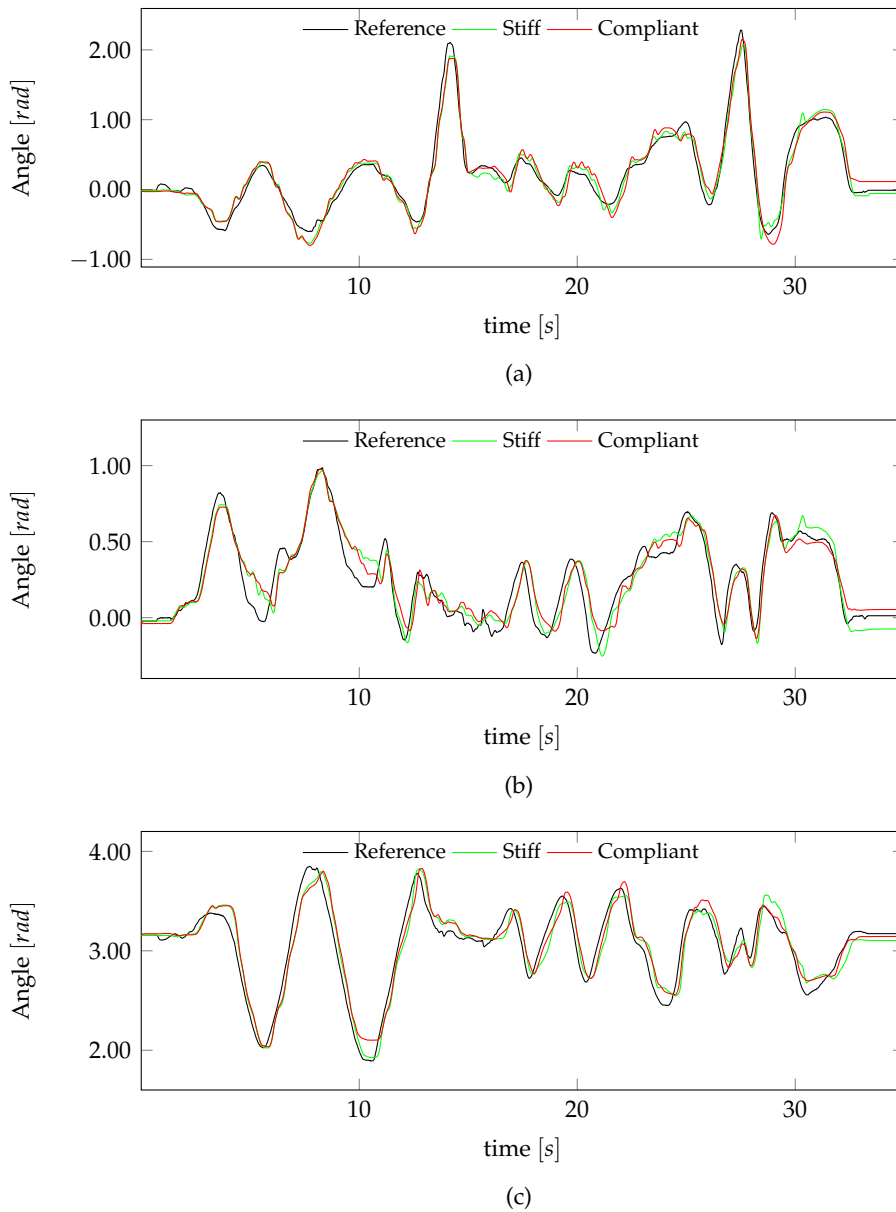 Reference Stiff Compliant
2.00
1.00
0.00
−1.00
Angle [rad]
10 20 30
time [s]
(a)
Reference Stiff Compliant
1.00
0.50
0.00
Angle [rad]
10 20 30
time [s]
(b)
Reference Stiff Compliant
4.00
3.00
2.00
Angle [rad]
10 20 30
time [s]
(c)